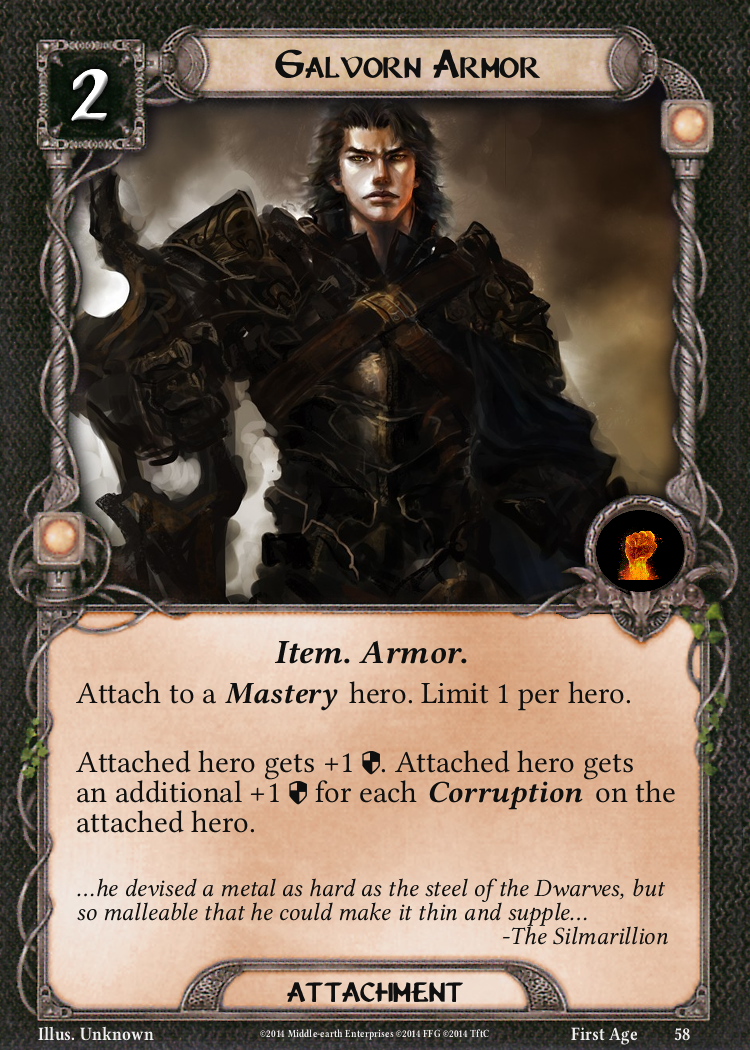 2
Galvorn Armor
Item. Armor.
Attach to a Mastery hero. Limit 1 per hero.
Attached hero gets +1 . Attached hero gets
an additional +1 for each Corruption on the
attached hero.
...he devised a metal as hard as the steel of the Dwarves, but
so malleable that he could make it thin and supple...
-The Silmarillion
ATTACHMENT
Illus. Unknown ©2014 Middle-earth Enterprises ©2014 FFG ©2014 TftC First Age 58